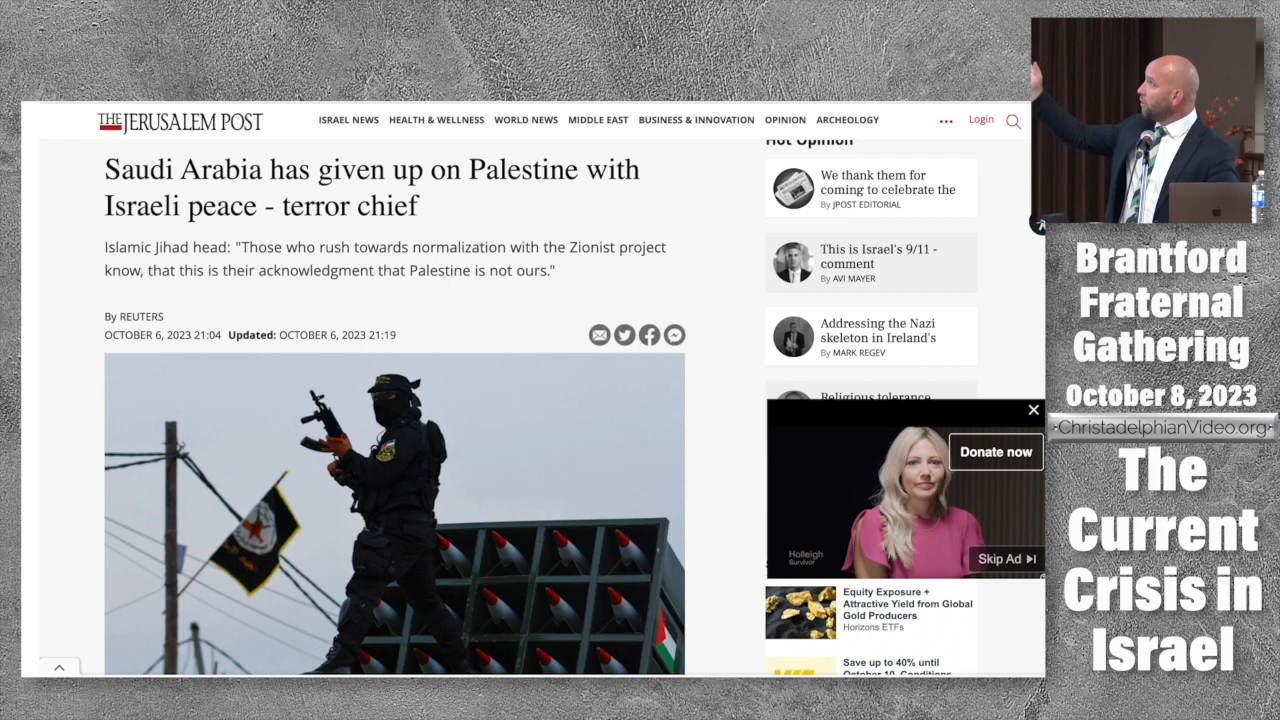 THE JERUSALEM POST
ISRAEL NEWS HEALTH & WELLNESS WORLD NEWS MIDDLE EAST BUSINESS & INNOVATION OPINION ARCHEOLOGY
Login
Saudi Arabia has given up on Palestine with
Israeli peace - terror chief
Islamic Jihad head: "Those who rush towards normalization with the Zionist project
know, that this is their acknowledgment that Palestine is not ours."
By REUTERS
OCTOBER 6, 2023 21:04 Updated: OCTOBER 6, 2023 21:19
Hot Opinion
We thank them for
coming to celebrate the
By JPOST EDITORIAL
This is Israel's 9/11 -
comment
By AVI MAYER
Addressing the Nazi
skeleton in Ireland's
By MARK REGEV
Religious tolerance
Donate now
Holleigh
Survivor
Skip Ad
Equity Exposure +
Attractive Yield from Global
Gold Producers
Horizons ETFs
Save up to 40% until
October 10. Conditions
Brantford
Fraternal
Gathering
October 8, 2023
ChristadelphianVideo.org
The
Current
Crisis in
Israel